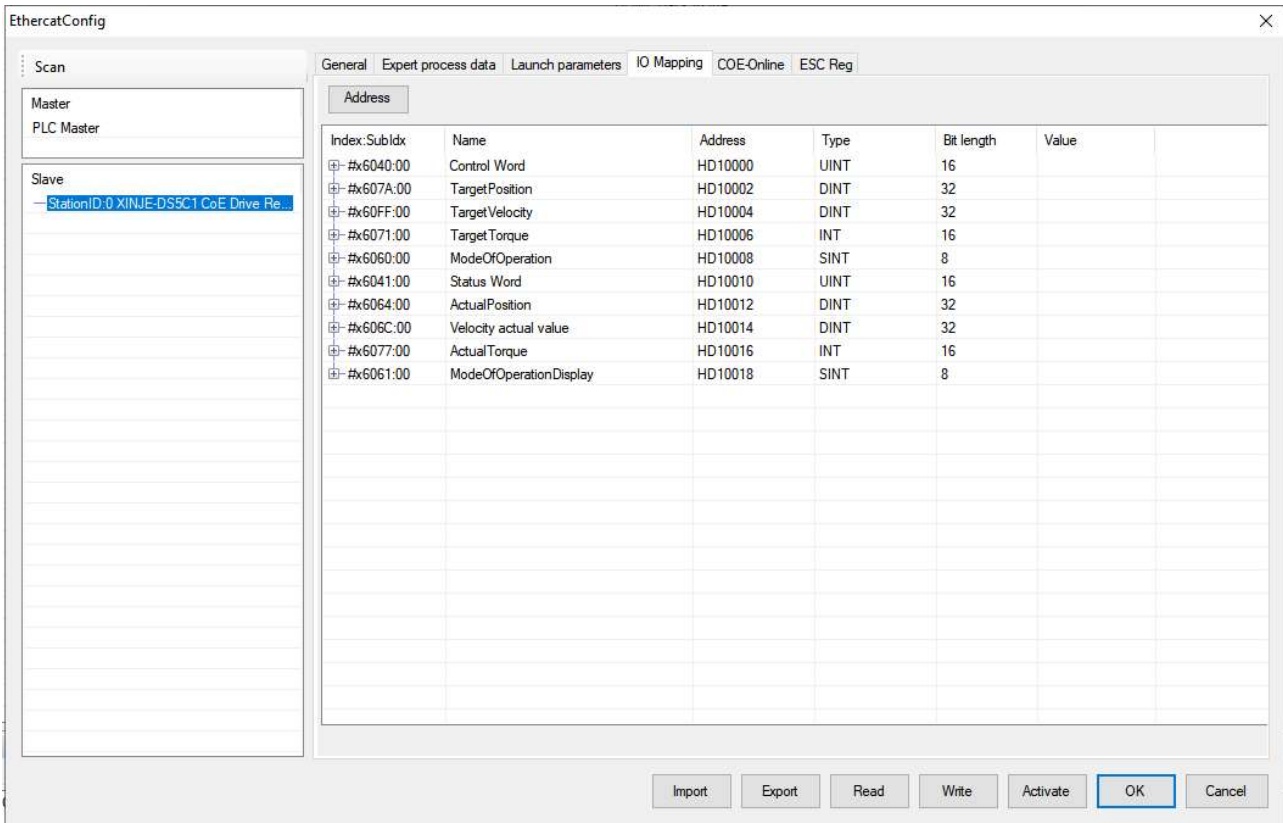 EthercatConfig
Scan
Master
PLC Master
Slave
StationID:0 XINJE-DS5C1 CoE Drive Re...
General Expert process data Launch parameters IO Mapping COE-Online ESC Reg
Address
Index:SubIdx Name Address Type Bit length Value
#x6040:00 Control Word HD10000 UINT 16
#x607A:00 TargetPosition HD10002 DINT 32
#x60FF:00 TargetVelocity HD10004 DINT 32
#x6071:00 TargetTorque HD10006 INT 16
#x6060:00 ModeOfOperation HD10008 SINT 8
#x6041:00 Status Word HD10010 UINT 16
#x6064:00 ActualPosition HD10012 DINT 32
#x606C:00 Velocity actual value HD10014 DINT 32
#x6077:00 ActualTorque HD10016 INT 16
#x6061:00 ModeOfOperationDisplay HD10018 SINT 8
Import Export Read Write Activate OK Cancel